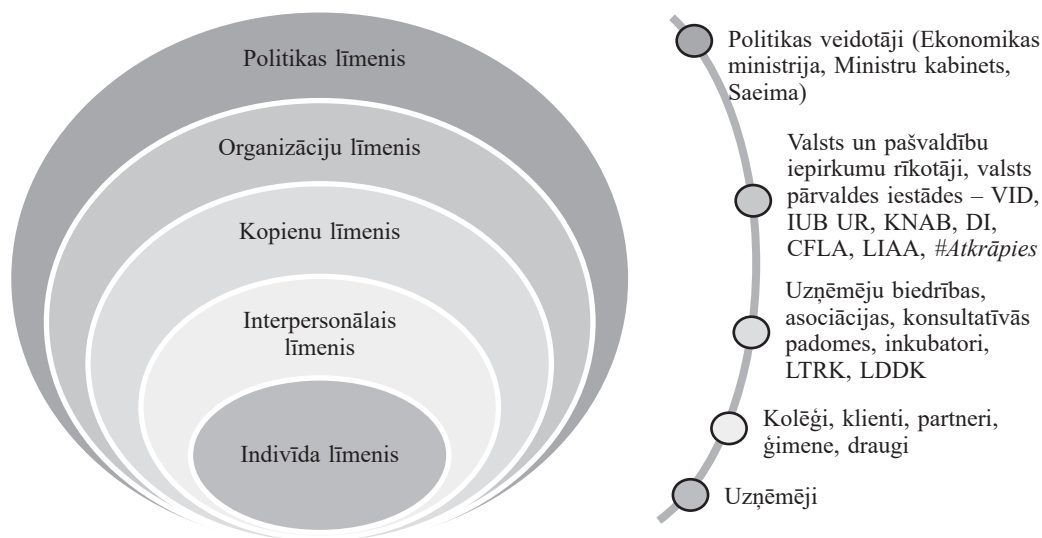 Politikas līmenis
Organizāciju līmenis
Kopienu līmenis
Interpersonālais
līmenis
Indivīda līmenis
Politikas veidotāji (Ekonomikas
ministrija, Ministru kabinets,
Saeima)
Valsts un pašvaldību
iepirkumu rīkotāji, valsts
pārvaldes iestādes – VID,
IUB UR, KNAB, DI,
CFLA, LIAA, #Atkrāpies
Uzņēmēju biedrības,
asociācijas, konsultatīvās
padomes, inkubatori,
LTRK, LDDK
Kolēģi, klienti, partneri,
ģimene, draugi
Uzņēmēji